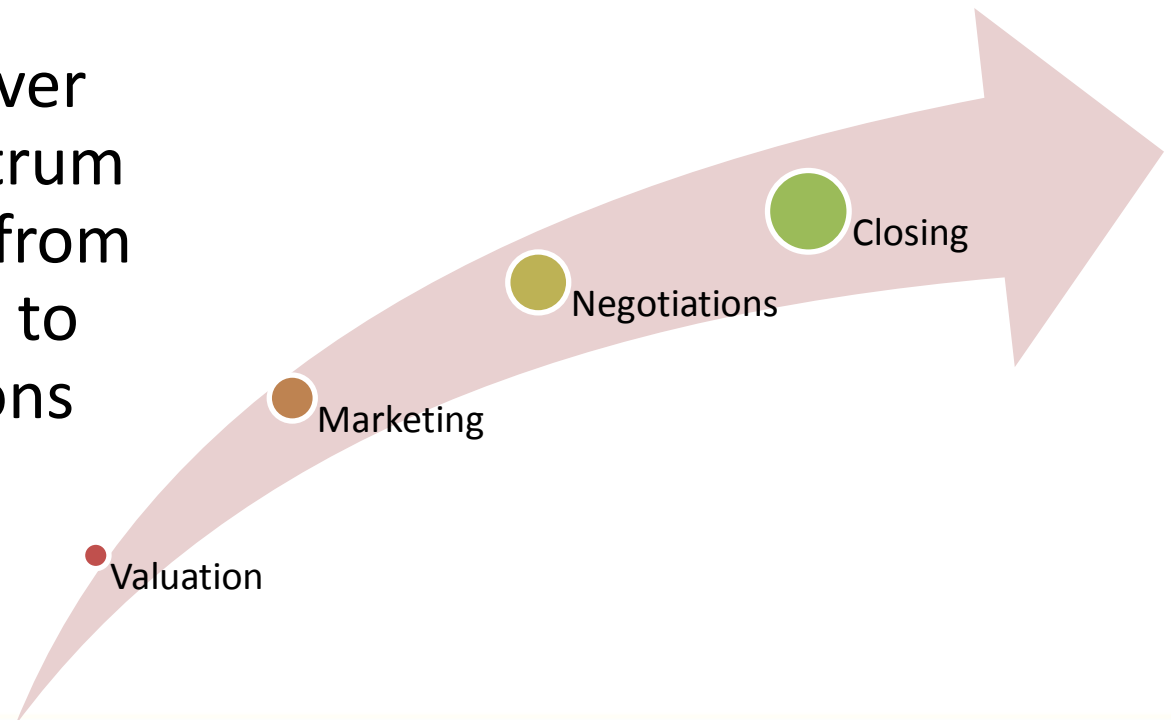 ver
trum
from
to
ons
Closing
Negotiations
Marketing
Valuation